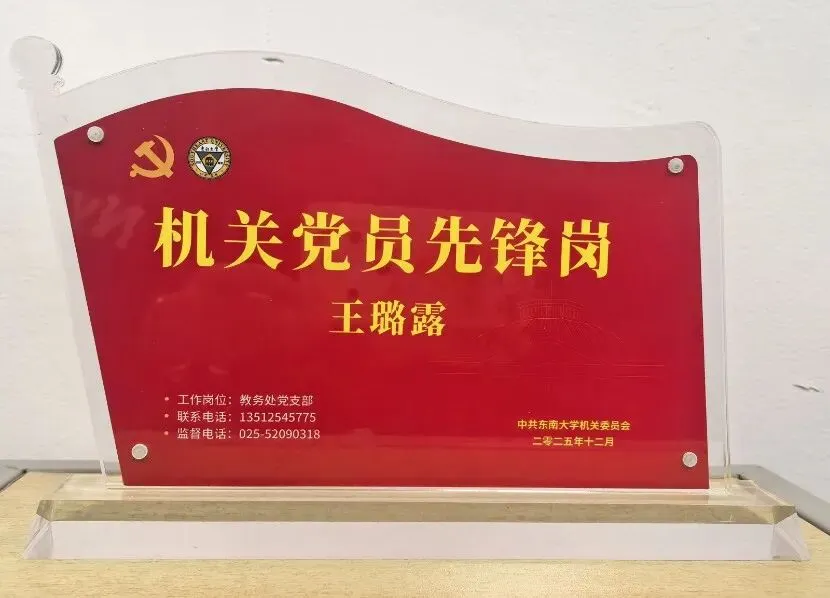 机关党员先锋岗
王璐露
• 工作岗位：教务处党支部
• 联系电话：13512545775
• 监督电话：025-52090318
中共东南大学机关委员会
二零二五年十二月